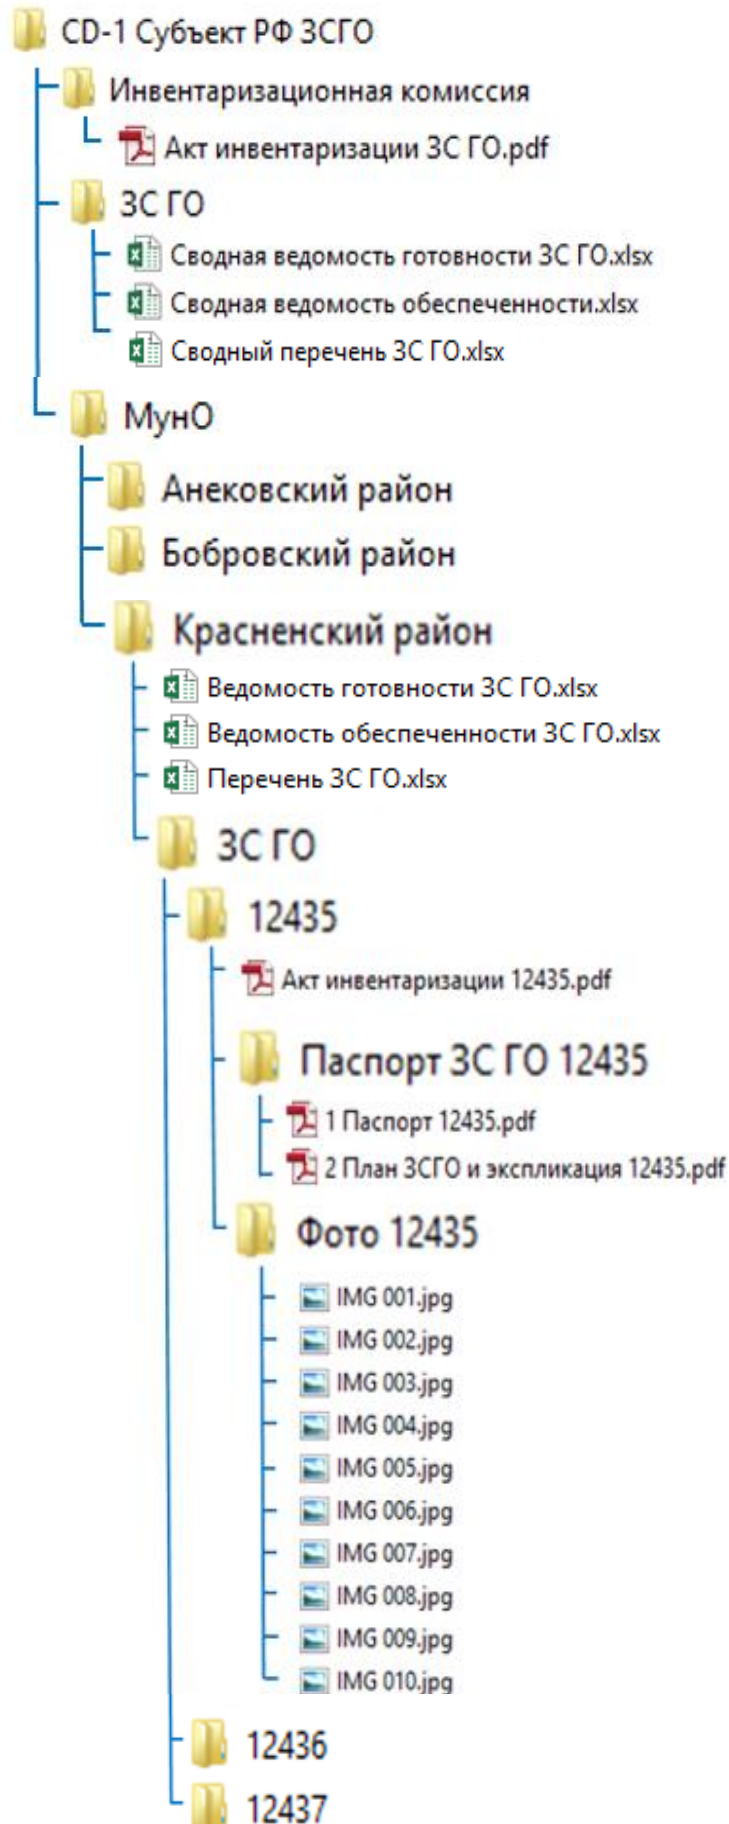 CD-1 Субъект РФ ЗСГО
Инвентаризационная комиссия
Акт инвентаризации ЗС ГО.pdf
ЗС ГО
Сводная ведомость готовности ЗС ГО.xlsx
Сводная ведомость обеспеченности.xlsx
Сводный перечень ЗС ГО.xlsx
МунО
Анековский район
Бобровский район
Красненский район
Ведомость готовности ЗС ГО.xlsx
Ведомость обеспеченности ЗС ГО.xlsx
Перечень ЗС ГО.xlsx
ЗС ГО
12435
Акт инвентаризации 12435.pdf
Паспорт ЗС ГО 12435
1 Паспорт 12435.pdf
2 План ЗСГО и экспликация 12435.pdf
Фото 12435
IMG 001.jpg
IMG 002.jpg
IMG 003.jpg
IMG 004.jpg
IMG 005.jpg
IMG 006.jpg
IMG 007.jpg
IMG 008.jpg
IMG 009.jpg
IMG 010.jpg
12436
12437